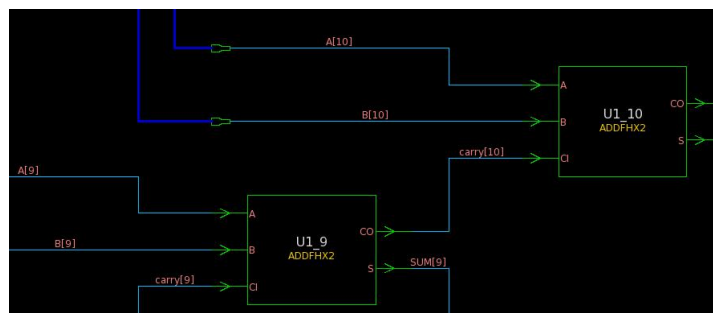 A[10]
A
CO
U1_10
ADDFHX2
B[10]
B
S
carry[10]
CI
A[9]
A
CO
U1_9
B[9]
B
ADDFHX2
S
SUM[9]
carry[9]
CI